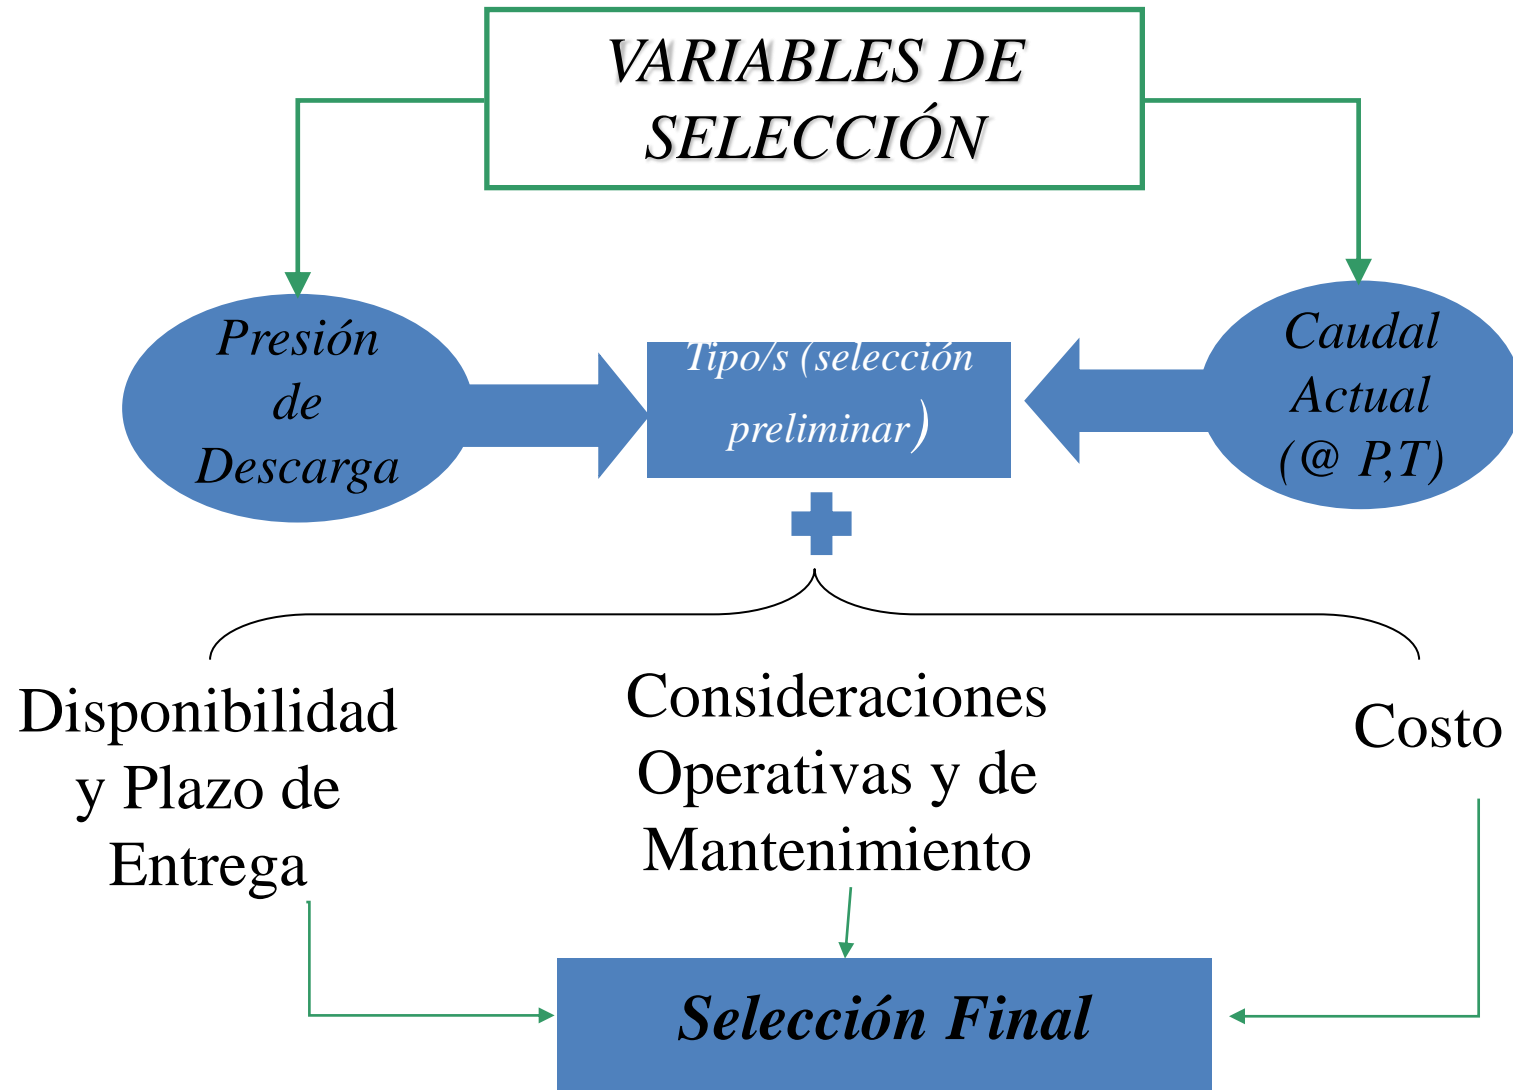 VARIABLES DE
SELECCIÓN
Presión
de
Descarga
Tipo/s (selección
preliminar)
Caudal
Actual
(@ P,T)
Disponibilidad
y Plazo de
Entrega
Consideraciones
Operativas y de
Mantenimiento
Costo
Selección Final